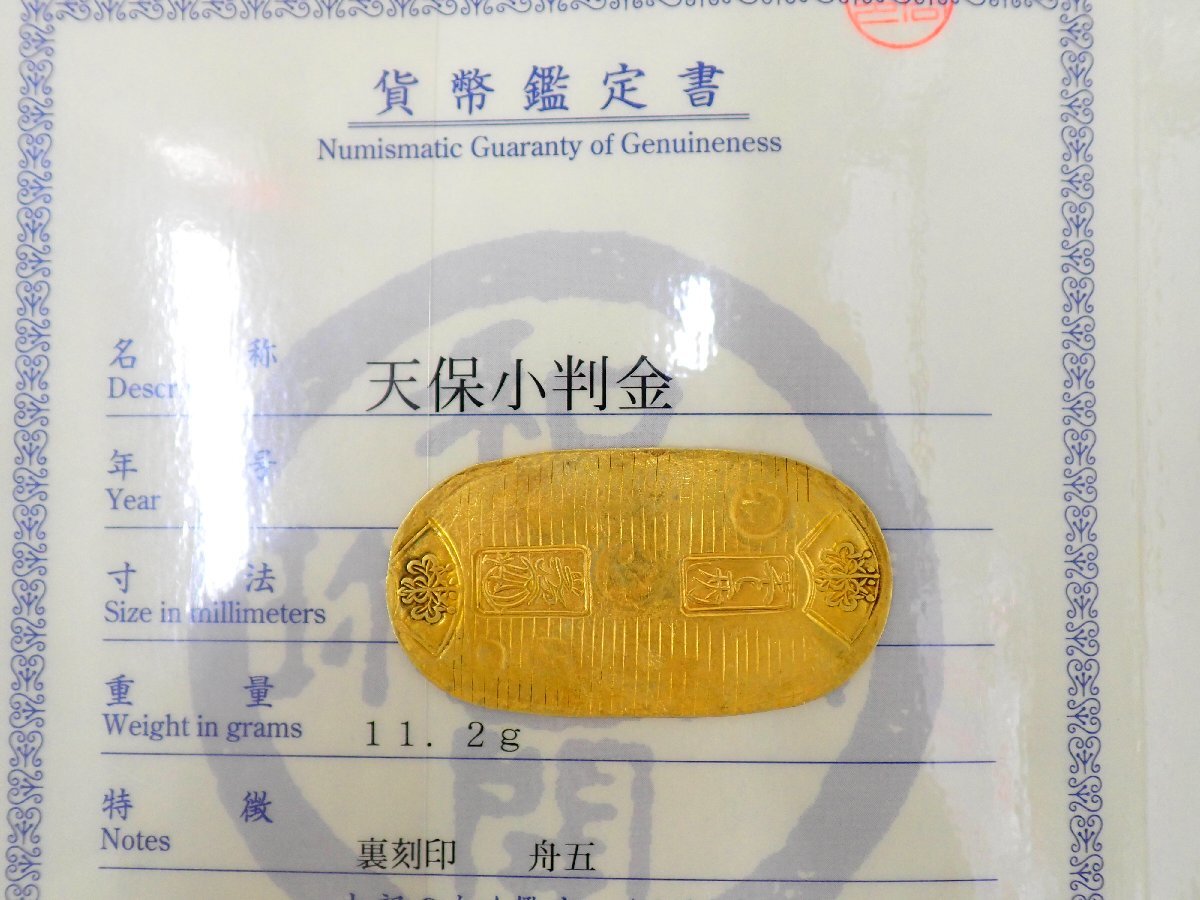 貨幣鑑定書
Numismatic Guaranty of Genuineness
名 称
Descr
天保小判金
年 号
Year
寸 法
Size in millimeters
重 量
Weight in grams
11.2g
特 徴
Notes
裏刻印 舟五